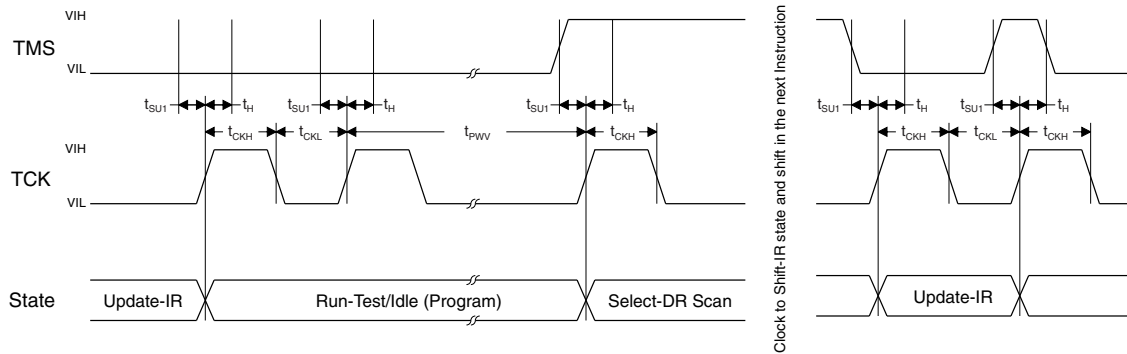 VIH
TMS
VIL
tSU1 tH tSU1 tH tSU1 tH tSU1 tH tSU1 tH
tCKH tCKL tPWV tCKH tCKH tCKL tCKH
VIH
TCK
VIL
State Update-IR Run-Test/Idle (Program) Select-DR Scan Update-IR
Clock to Shift-IR state and shift in the next Instruction